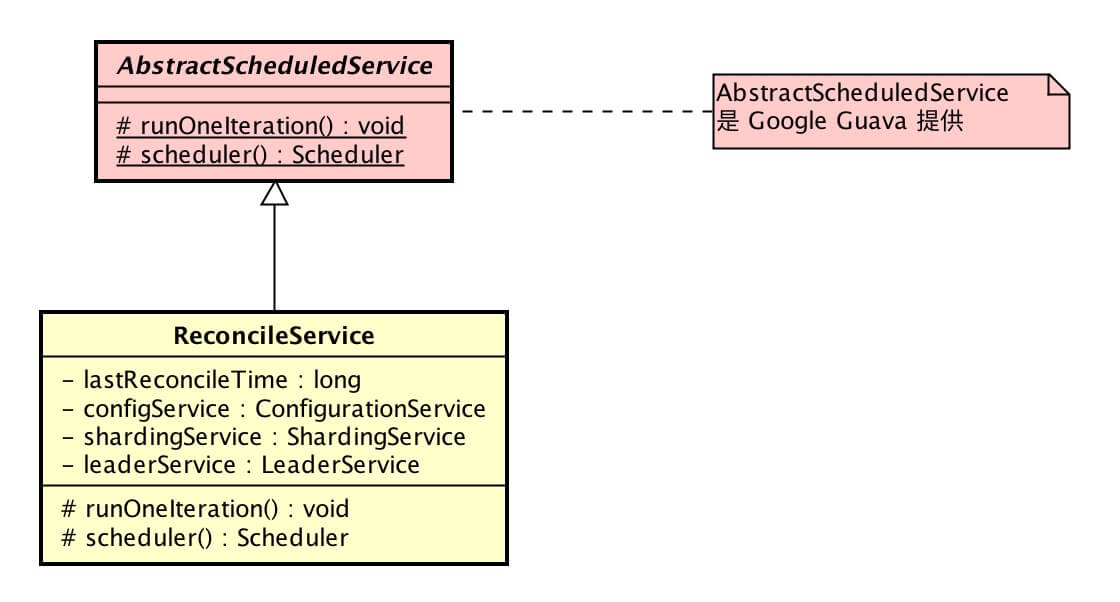 AbstractScheduledService
# runOneIteration() : void
# scheduler() : Scheduler
AbstractScheduledService
是 Google Guava 提供
ReconcileService
- lastReconcileTime : long
- configService : ConfigurationService
- shardingService : ShardingService
- leaderService : LeaderService
# runOneIteration() : void
# scheduler() : Scheduler